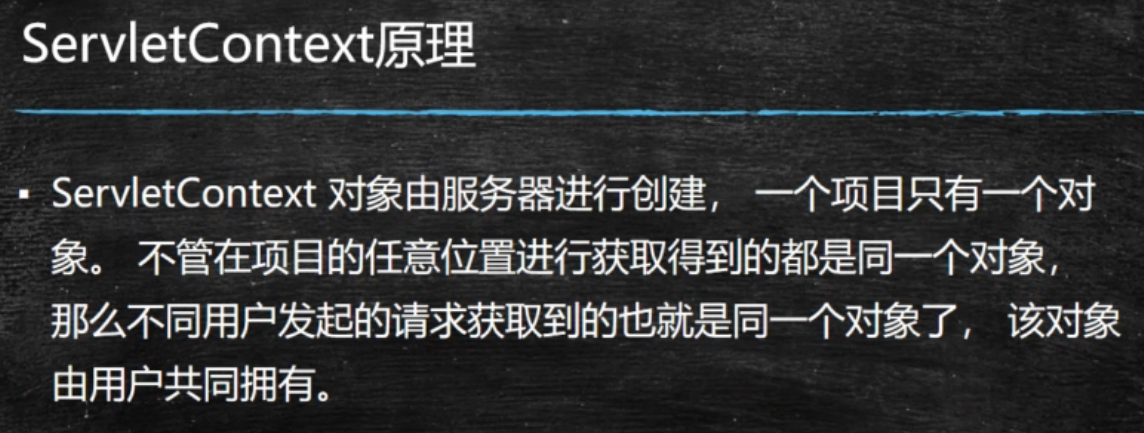 ServletContext原理
▪ ServletContext 对象由服务器进行创建， 一个项目只有一个对
象。 不管在项目的任意位置进行获取得到的都是同一个对象，
那么不同用户发起的请求获取到的也就是同一个对象了， 该对象
由用户共同拥有。